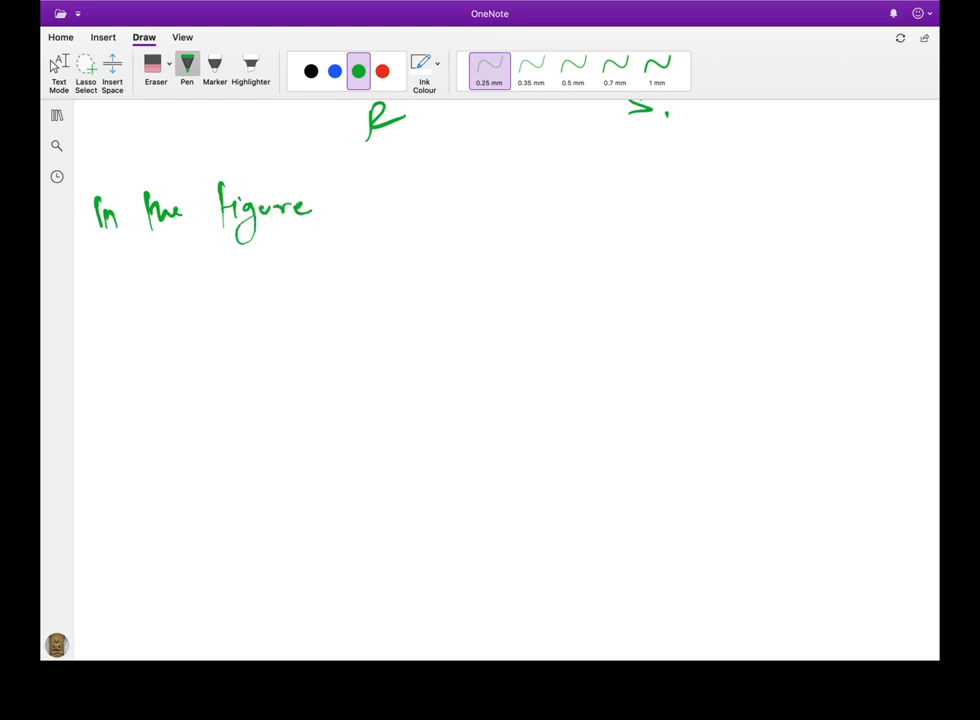 OneNote
Home Insert Draw View
Text Mode Lasso Select Insert Space Eraser Pen Marker Highlighter Ink Colour 0.25 mm 0.35 mm 0.5 mm 0.7 mm 1 mm
R
In the figure